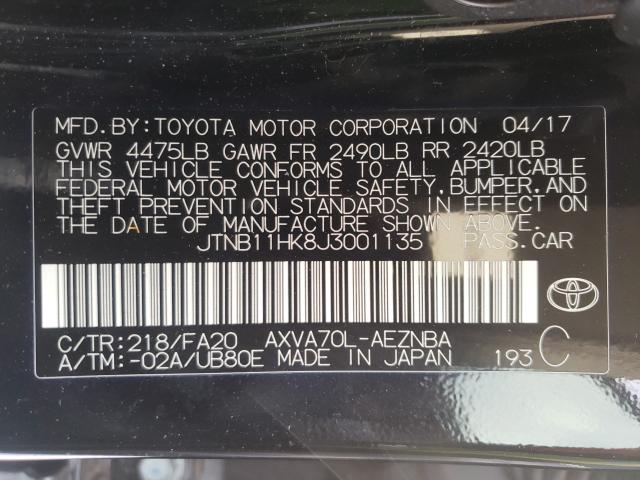 MFD.BY:TOYOTA MOTOR CORPORATION 04/17
GVWR 4475LB GAWR FR 2490LB RR 2420LB
THIS VEHICLE CONFORMS TO ALL APPLICABLE
FEDERAL MOTOR VEHICLE SAFETY,BUMPER,AND
THEFT PREVENTION STANDARDS IN EFFECT ON
THE DATE OF MANUFACTURE SHOWN ABOVE.
JTNB11HK8J3001135 PASS.CAR
C/TR:218/FA20 AXVA70L-AEZNBA
A/TM:-02A/UB80E MADE IN JAPAN 193 C